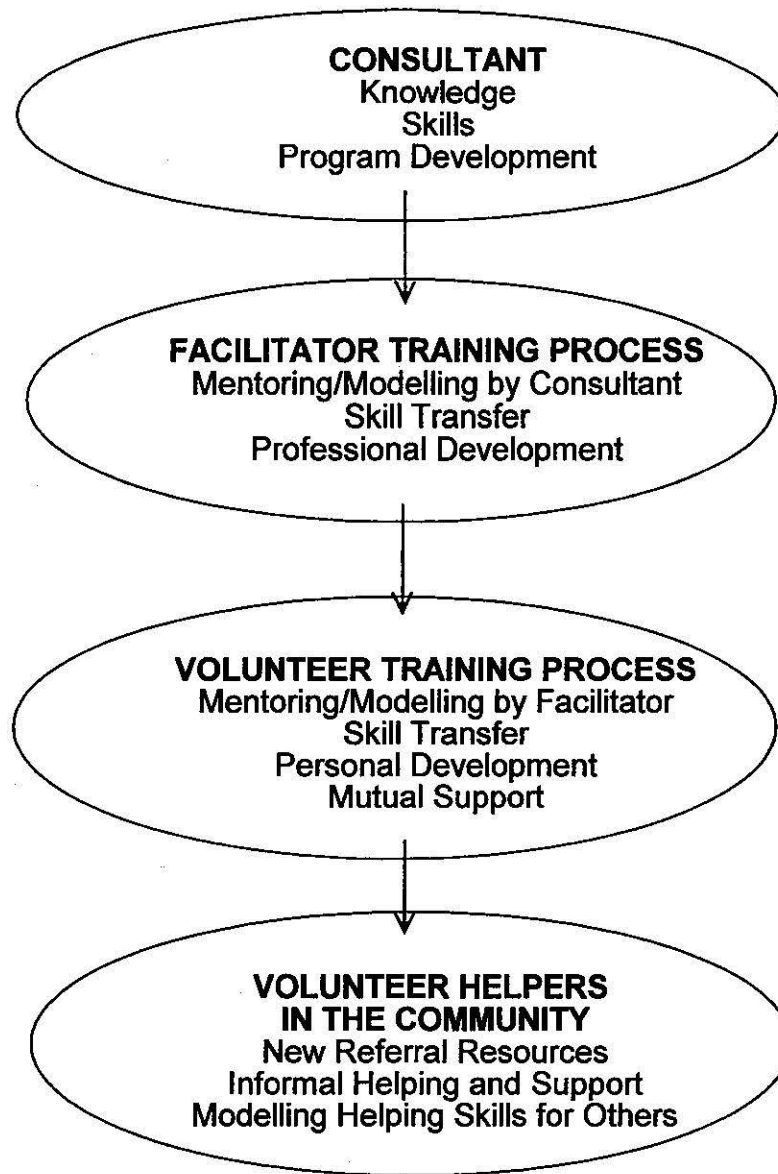 CONSULTANT
Knowledge
Skills
Program Development
FACILITATOR TRAINING PROCESS
Mentoring/Modelling by Consultant
Skill Transfer
Professional Development
VOLUNTEER TRAINING PROCESS
Mentoring/Modelling by Facilitator
Skill Transfer
Personal Development
Mutual Support
VOLUNTEER HELPERS
IN THE COMMUNITY
New Referral Resources
Informal Helping and Support
Modelling Helping Skills for Others